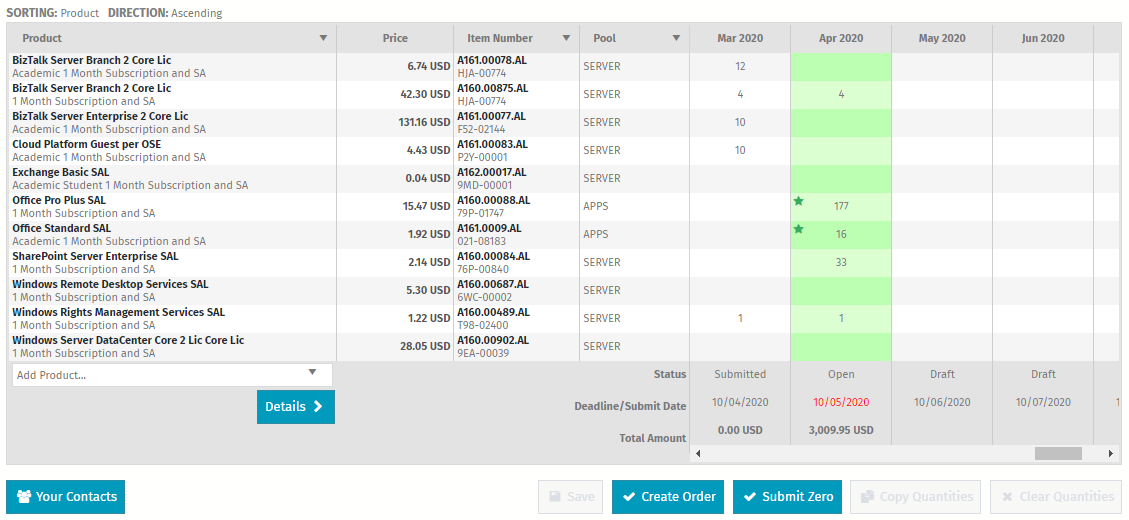 SORTING: Product DIRECTION: Ascending
Product Price Item Number Pool Mar 2020 Apr 2020 May 2020 Jun 2020
BizTalk Server Branch 2 Core Lic
Academic 1 Month Subscription and SA
6.74 USD
A161.00078.AL
HJA-00774
SERVER
12
BizTalk Server Branch 2 Core Lic
1 Month Subscription and SA
42.30 USD
A160.00875.AL
HJA-00774
SERVER
4
4
BizTalk Server Enterprise 2 Core Lic
Academic 1 Month Subscription and SA
131.16 USD
A161.00077.AL
F52-02144
SERVER
10
Cloud Platform Guest per OSE
Academic 1 Month Subscription and SA
4.43 USD
A161.00083.AL
P2Y-00001
SERVER
10
Exchange Basic SAL
Academic Student 1 Month Subscription and SA
0.04 USD
A162.00017.AL
9MD-00001
SERVER
Office Pro Plus SAL
1 Month Subscription and SA
15.47 USD
A160.00088.AL
79P-01747
APPS
177
Office Standard SAL
Academic 1 Month Subscription and SA
1.92 USD
A161.0009.AL
021-08183
APPS
16
SharePoint Server Enterprise SAL
1 Month Subscription and SA
2.14 USD
A160.00084.AL
76P-00840
SERVER
33
Windows Remote Desktop Services SAL
1 Month Subscription and SA
5.30 USD
A160.00687.AL
6WC-00002
SERVER
Windows Rights Management Services SAL
1 Month Subscription and SA
1.22 USD
A160.00489.AL
T98-02400
SERVER
1
1
Windows Server DataCenter Core 2 Lic Core Lic
1 Month Subscription and SA
28.05 USD
A160.00902.AL
9EA-00039
SERVER
Add Product...
Status Submitted Open Draft Draft
Details
Deadline/Submit Date 10/04/2020 10/05/2020 10/06/2020 10/07/2020 1
Total Amount 0.00 USD 3,009.95 USD
Your Contacts Save Create Order Submit Zero Copy Quantities Clear Quantities